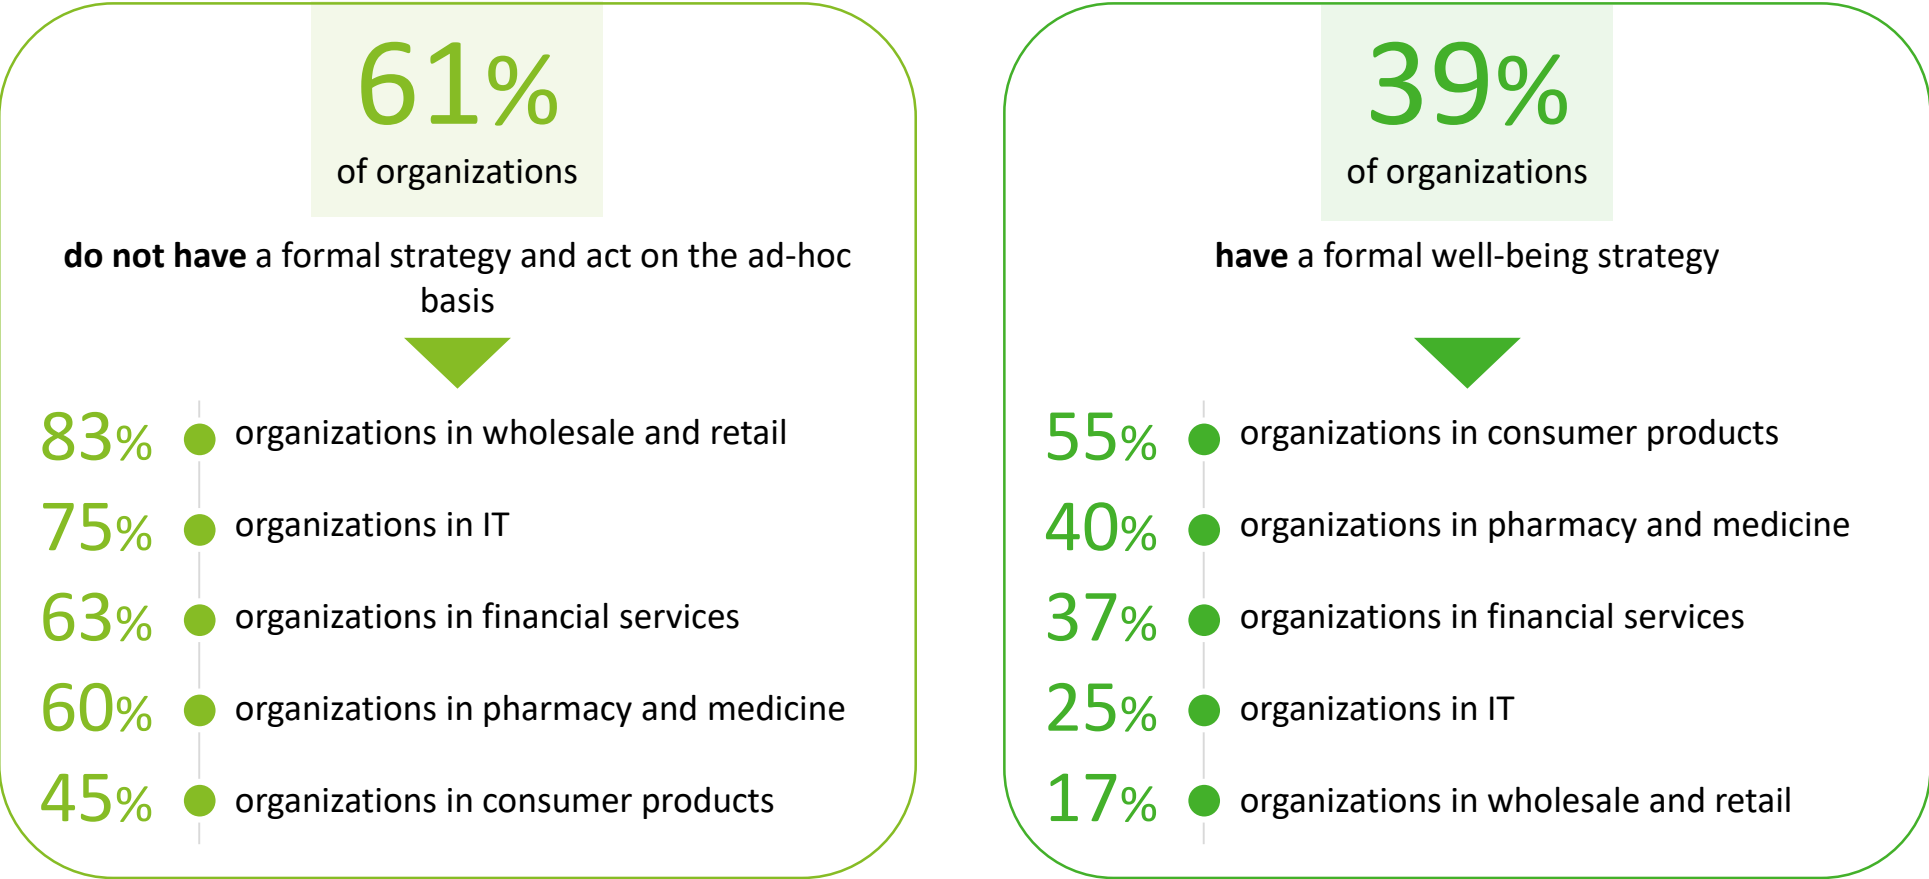 61%
of organizations
do not have a formal strategy and act on the ad-hoc
basis
83% organizations in wholesale and retail
75% organizations in IT
63% organizations in financial services
60% organizations in pharmacy and medicine
45% organizations in consumer products
39%
of organizations
have a formal well-being strategy
55% organizations in consumer products
40% organizations in pharmacy and medicine
37% organizations in financial services
25% organizations in IT
17% organizations in wholesale and retail